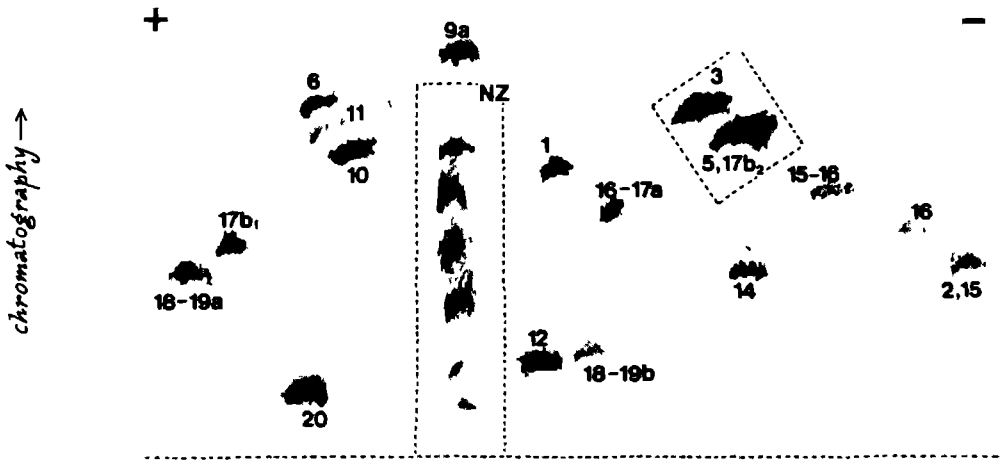 +
9a
−
6
NZ
3
11
1
5,17b₂
10
16-17a
15-16
17b₁
16
18-19a
14
2,15
12
18-19b
20
chromatography →